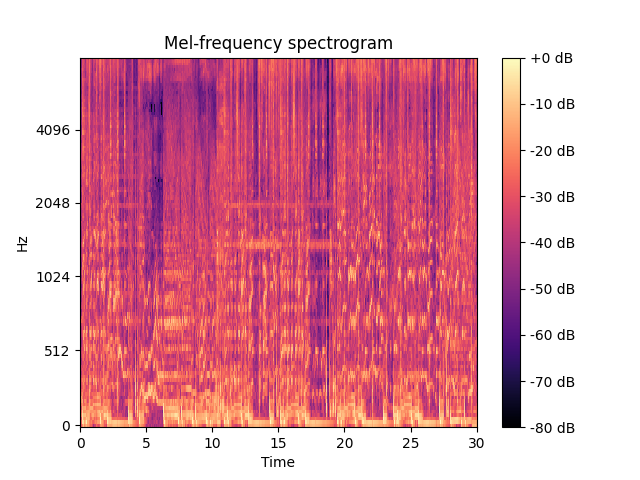 Mel-frequency spectrogram
Hz
4096
2048
1024
512
0
0 5 10 15 20 25 30
Time
+0 dB
-10 dB
-20 dB
-30 dB
-40 dB
-50 dB
-60 dB
-70 dB
-80 dB